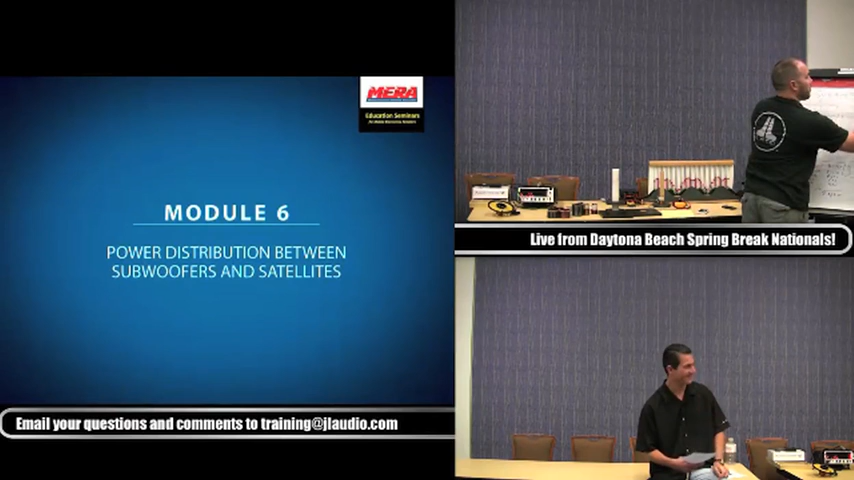 MERA
Education Seminars
MODULE 6
POWER DISTRIBUTION BETWEEN
SUBWOOFERS AND SATELLITES
Email your questions and comments to training@jlaudio.com
Live from Daytona Beach Spring Break Nationals!